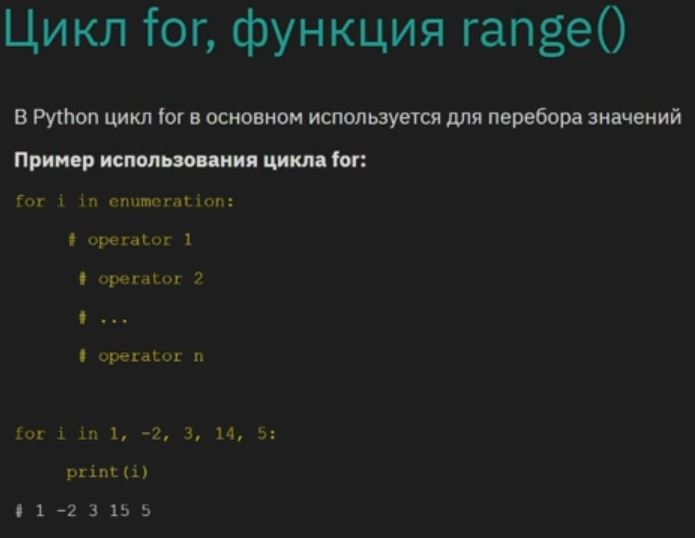 Цикл for, функция range()
В Python цикл for в основном используется для перебора значений
Пример использования цикла for:
for i in enumeration:
# operator 1
# operator 2
# ...
# operator n
for i in 1, -2, 3, 14, 5:
print(i)
# 1 -2 3 15 5